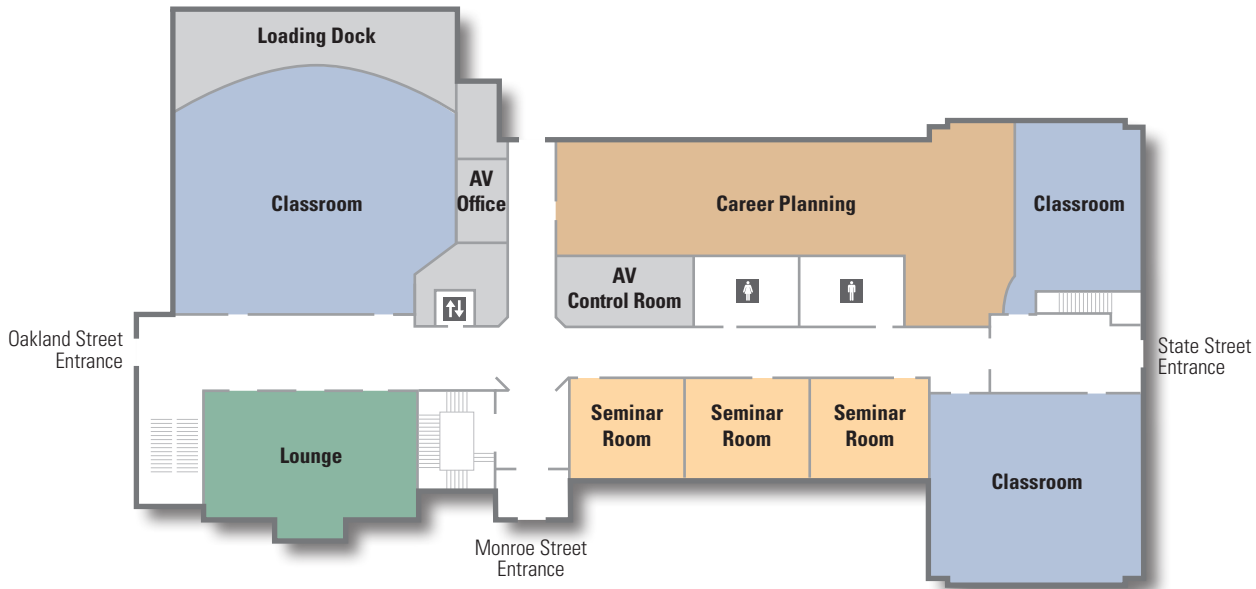 Loading Dock
Classroom
AV
Office
Career Planning
Classroom
AV
Control Room
Oakland Street
Entrance
State Street
Entrance
Lounge
Seminar
Room
Seminar
Room
Seminar
Room
Classroom
Monroe Street
Entrance